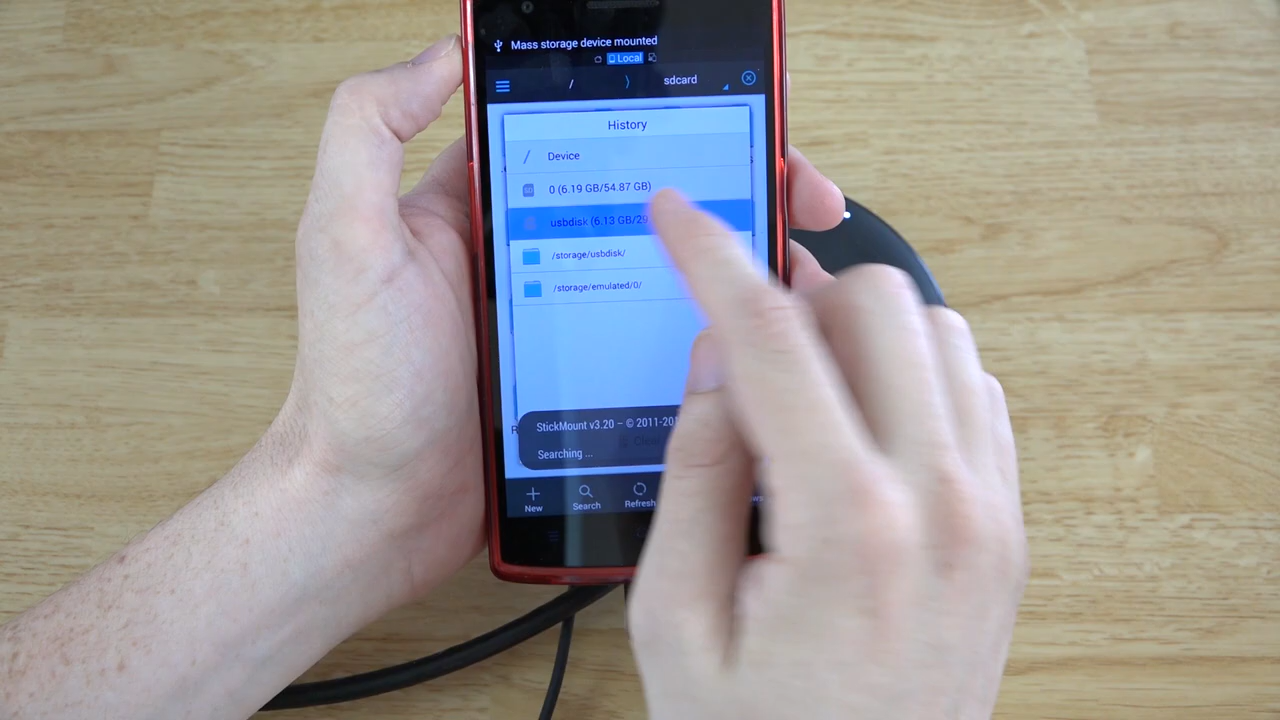 Mass storage device mounted
Local
/ sdcard
History
/ Device
0 (6.19 GB/54.87 GB)
usbdisk (6.13 GB/29
/storage/usbdisk/
/storage/emulated/0/
StickMount v3.20 – © 2011-201
Searching ...
New Search Refresh